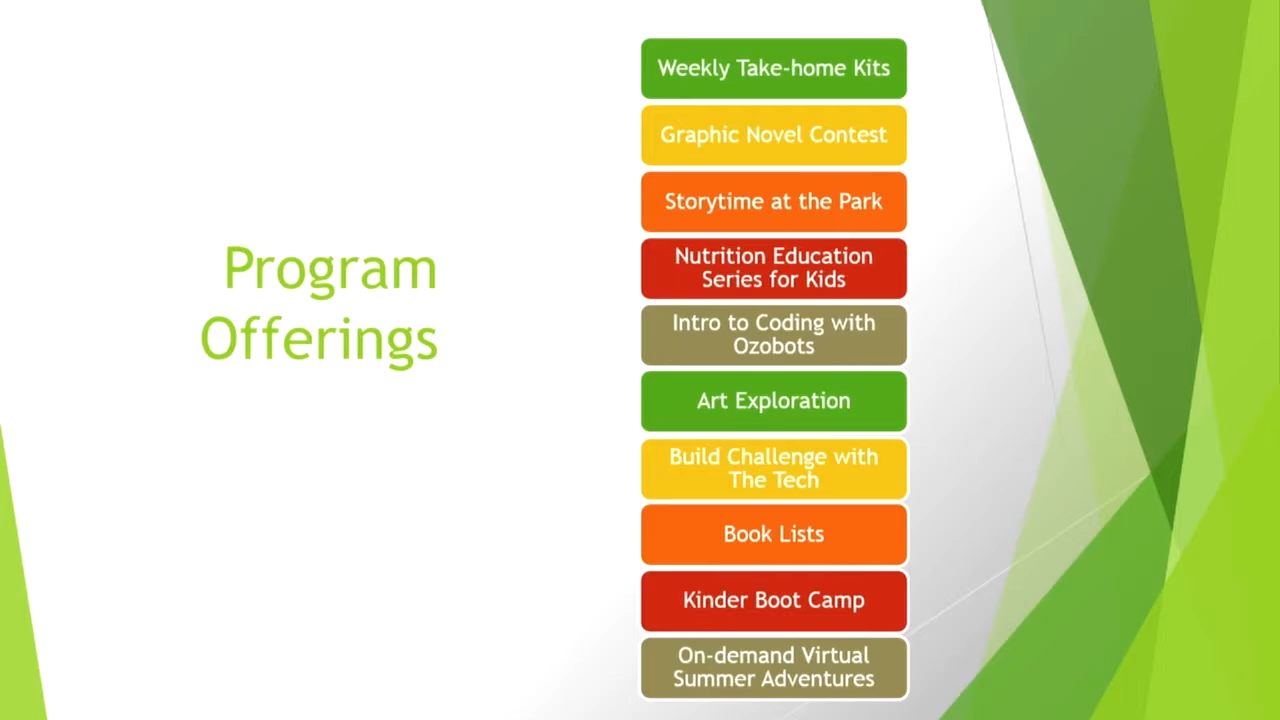 Program
Offerings
Weekly Take-home Kits
Graphic Novel Contest
Storytime at the Park
Nutrition Education
Series for Kids
Intro to Coding with
Ozobots
Art Exploration
Build Challenge with
The Tech
Book Lists
Kinder Boot Camp
On-demand Virtual
Summer Adventures